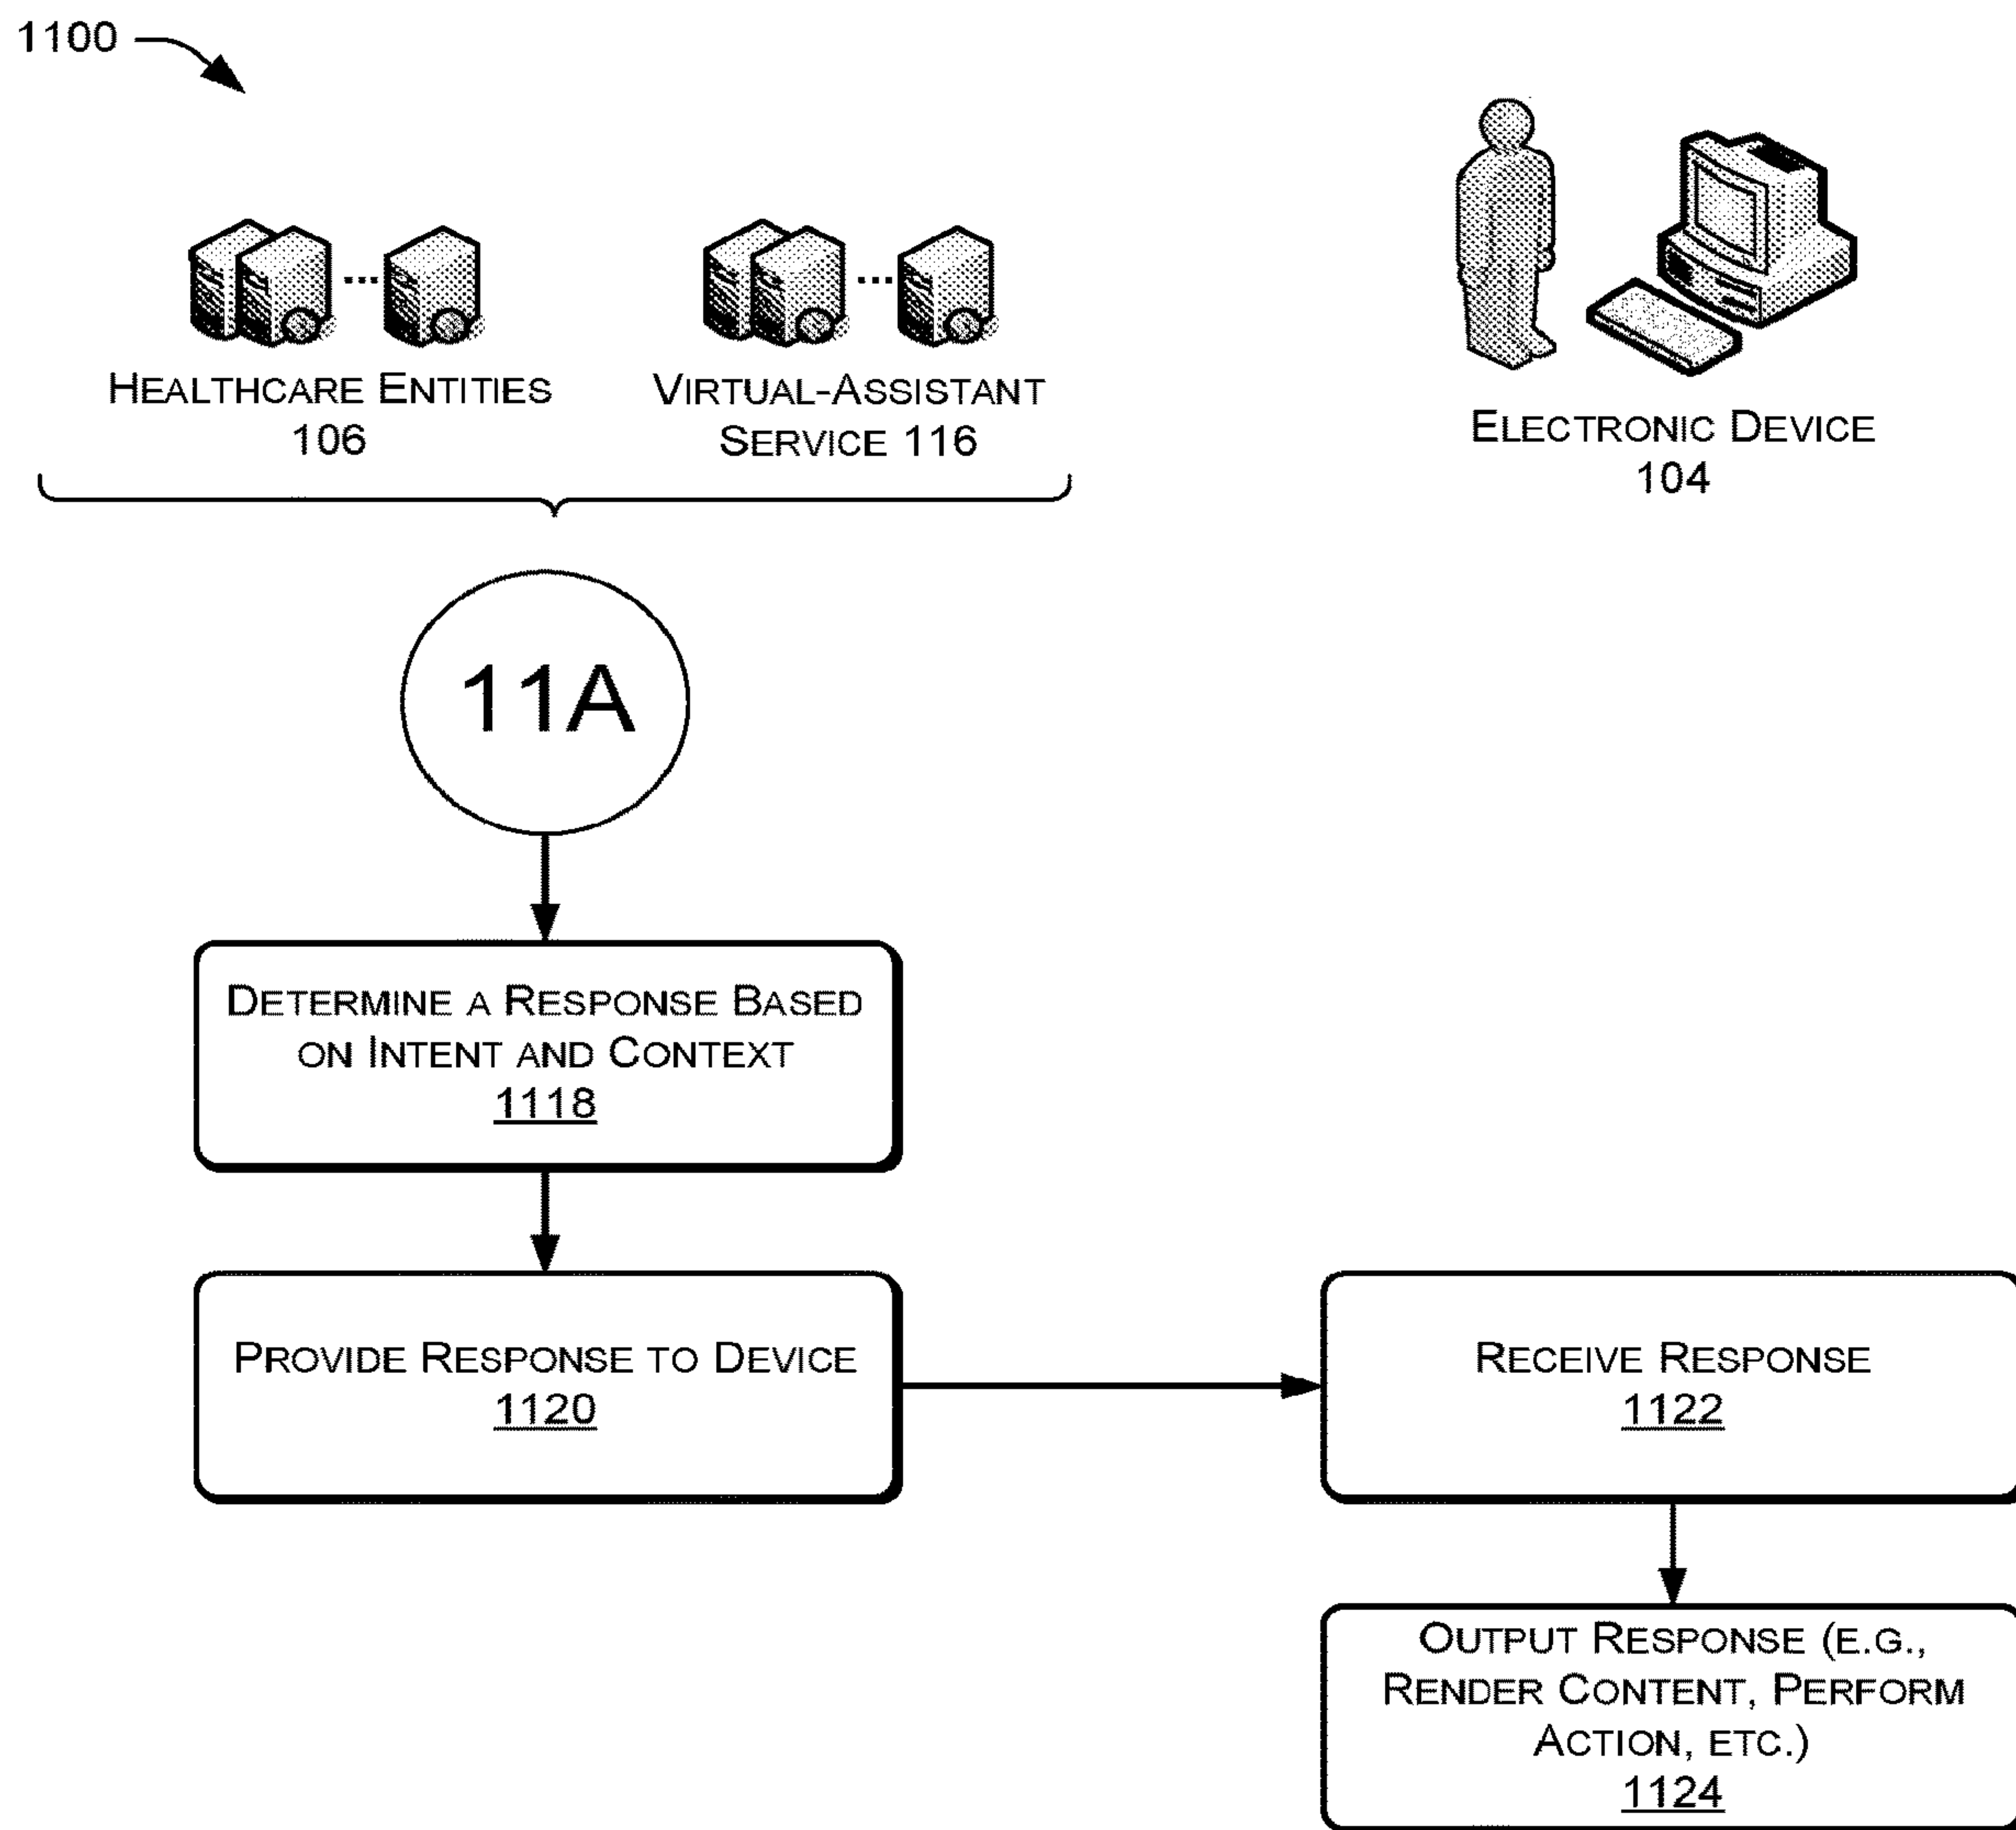 1100
HEALTHCARE ENTITIES
106
VIRTUAL-ASSISTANT
SERVICE 116
ELECTRONIC DEVICE
104
11A
DETERMINE A RESPONSE BASED
ON INTENT AND CONTEXT
1118
PROVIDE RESPONSE TO DEVICE
1120
RECEIVE RESPONSE
1122
OUTPUT RESPONSE (E.G.,
RENDER CONTENT, PERFORM
ACTION, ETC.)
1124